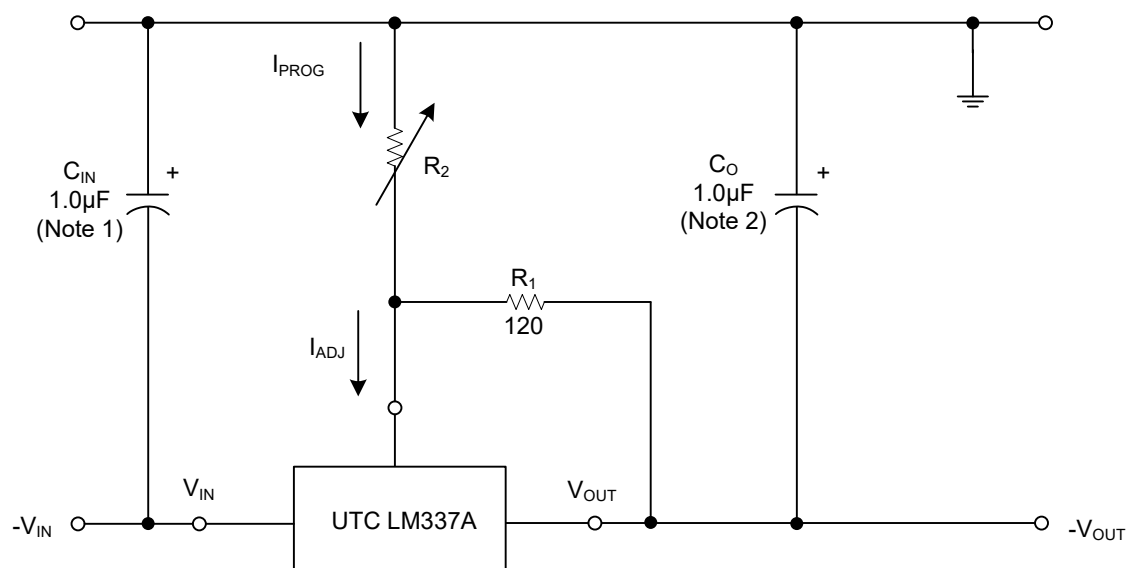 I_PROG
R_2
C_IN
1.0µF
(Note 1)
+
C_O
1.0µF
(Note 2)
+
R_1
120
I_ADJ
V_IN
V_OUT
-V_IN
UTC LM337A
-V_OUT